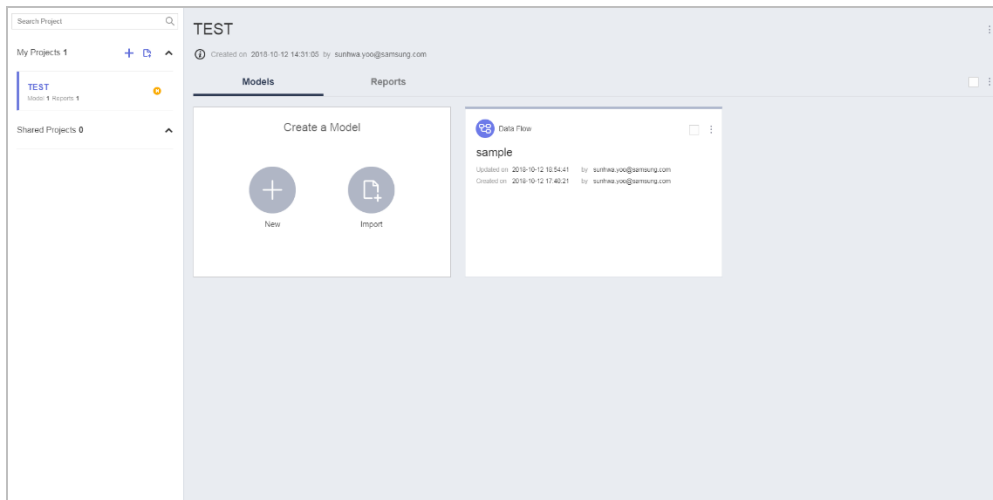 Search Project
My Projects 1
TEST
Model 1 Reports 1
Shared Projects 0
TEST
Created on 2018-10-12 14:31:05 by sunhwa.yoo@samsung.com
Models Reports
Create a Model
New Import
Data Flow
sample
Updated on 2018-10-12 18:54:41 by sunhwa.yoo@samsung.com
Created on 2018-10-12 17:40:21 by sunhwa.yoo@samsung.com